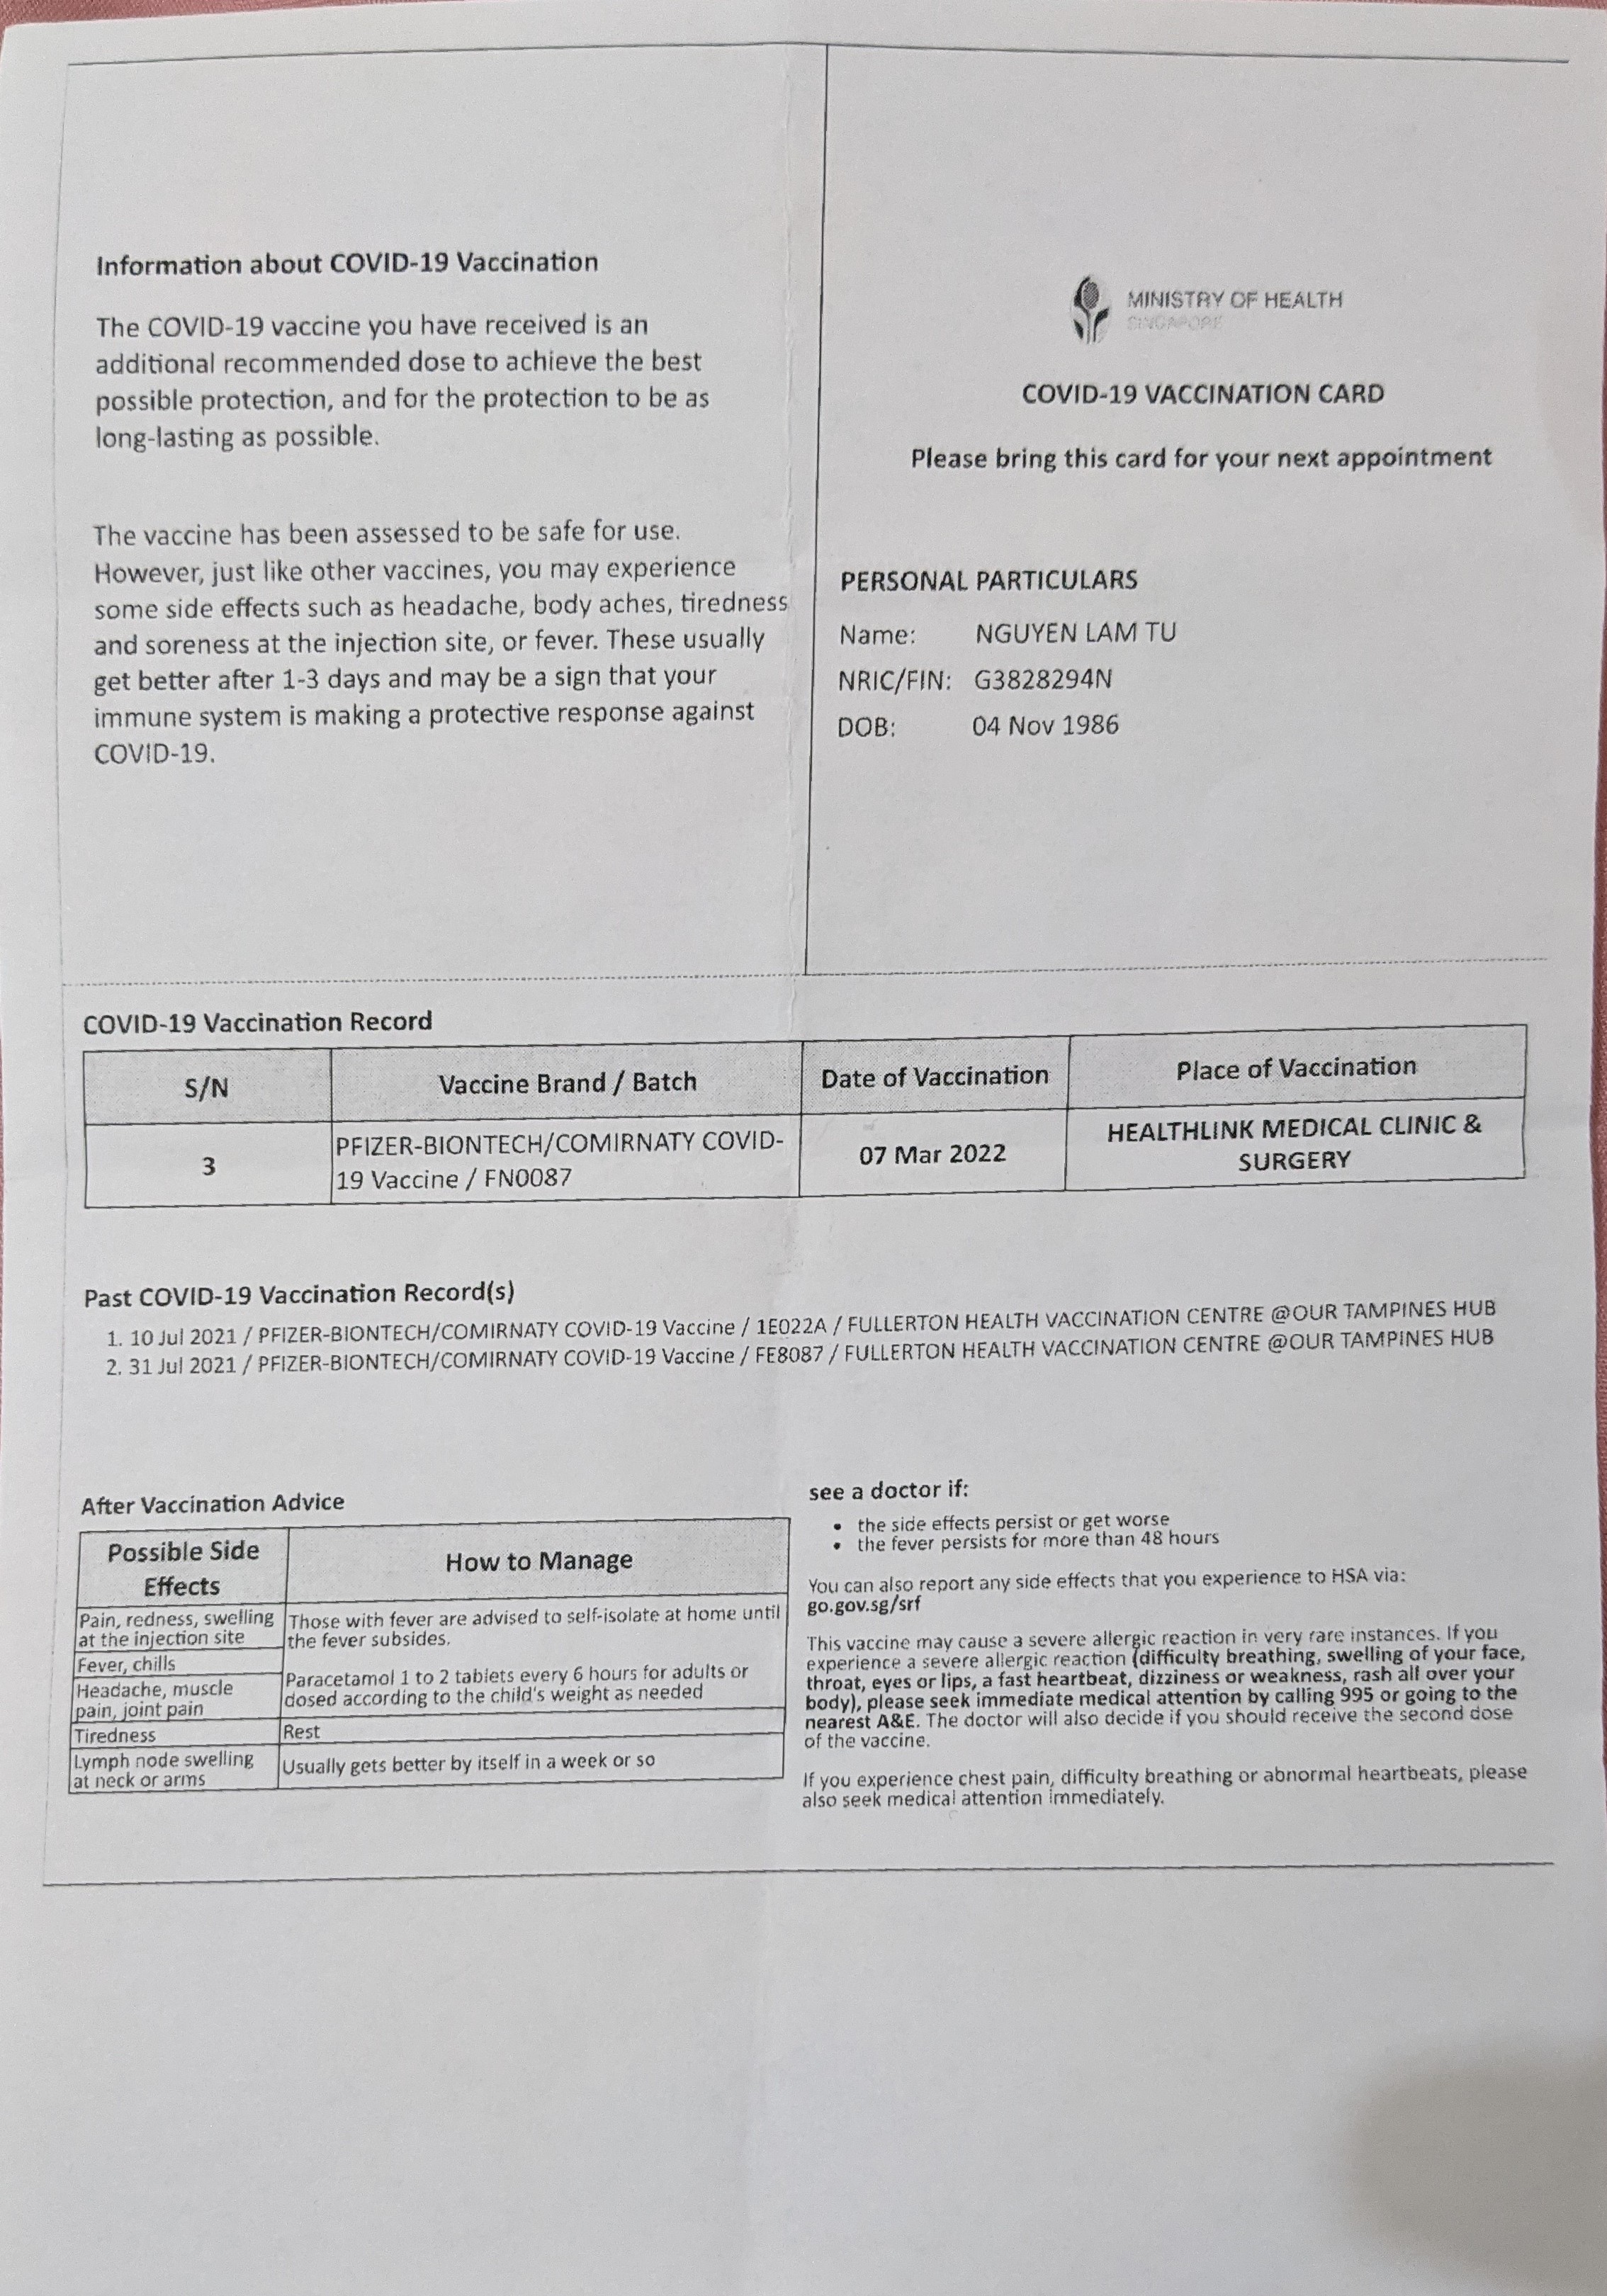 Information about COVID-19 Vaccination
The COVID-19 vaccine you have received is an
additional recommended dose to achieve the best
possible protection, and for the protection to be as
long-lasting as possible.
The vaccine has been assessed to be safe for use.
However, just like other vaccines, you may experience
some side effects such as headache, body aches, tiredness
and soreness at the injection site, or fever. These usually
get better after 1-3 days and may be a sign that your
immune system is making a protective response against
COVID-19.
MINISTRY OF HEALTH
SINGAPORE
COVID-19 VACCINATION CARD
Please bring this card for your next appointment
PERSONAL PARTICULARS
Name: NGUYEN LAM TU
NRIC/FIN: G3828294N
DOB: 04 Nov 1986
COVID-19 Vaccination Record
S/N Vaccine Brand / Batch Date of Vaccination Place of Vaccination
3 PFIZER-BIONTECH/COMIRNATY COVID-
19 Vaccine / FN0087 07 Mar 2022 HEALTHLINK MEDICAL CLINIC &
SURGERY
Past COVID-19 Vaccination Record(s)
1. 10 Jul 2021 / PFIZER-BIONTECH/COMIRNATY COVID-19 Vaccine / 1E022A / FULLERTON HEALTH VACCINATION CENTRE @OUR TAMPINES HUB
2. 31 Jul 2021 / PFIZER-BIONTECH/COMIRNATY COVID-19 Vaccine / FE8087 / FULLERTON HEALTH VACCINATION CENTRE @OUR TAMPINES HUB
After Vaccination Advice
Possible Side
Effects
How to Manage
Pain, redness, swelling
at the injection site
Those with fever are advised to self-isolate at home until
the fever subsides.
Fever, chills
Headache, muscle
pain, joint pain
Paracetamol 1 to 2 tablets every 6 hours for adults or
dosed according to the child's weight as needed
Tiredness
Rest
Lymph node swelling
at neck or arms
Usually gets better by itself in a week or so
see a doctor if:
• the side effects persist or get worse
• the fever persists for more than 48 hours
You can also report any side effects that you experience to HSA via:
go.gov.sg/srf
This vaccine may cause a severe allergic reaction in very rare instances. If you
experience a severe allergic reaction (difficulty breathing, swelling of your face,
throat, eyes or lips, a fast heartbeat, dizziness or weakness, rash all over your
body), please seek immediate medical attention by calling 995 or going to the
nearest A&E. The doctor will also decide if you should receive the second dose
of the vaccine.
If you experience chest pain, difficulty breathing or abnormal heartbeats, please
also seek medical attention immediately.